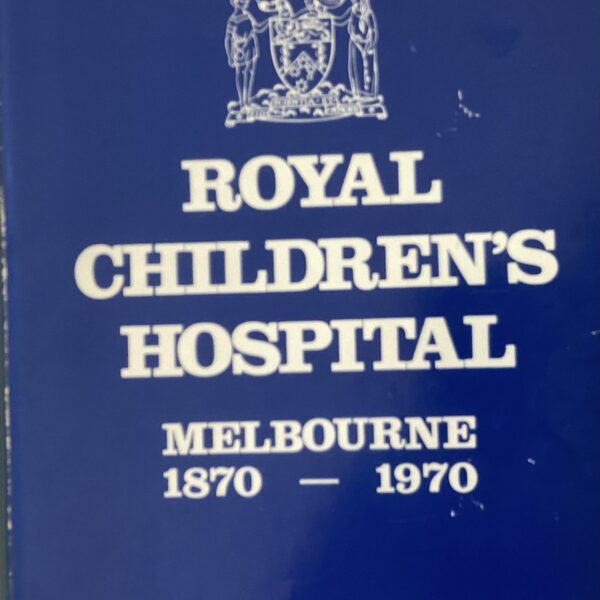 ROYAL
CHILDREN'S
HOSPITAL
MELBOURNE
1870 — 1970